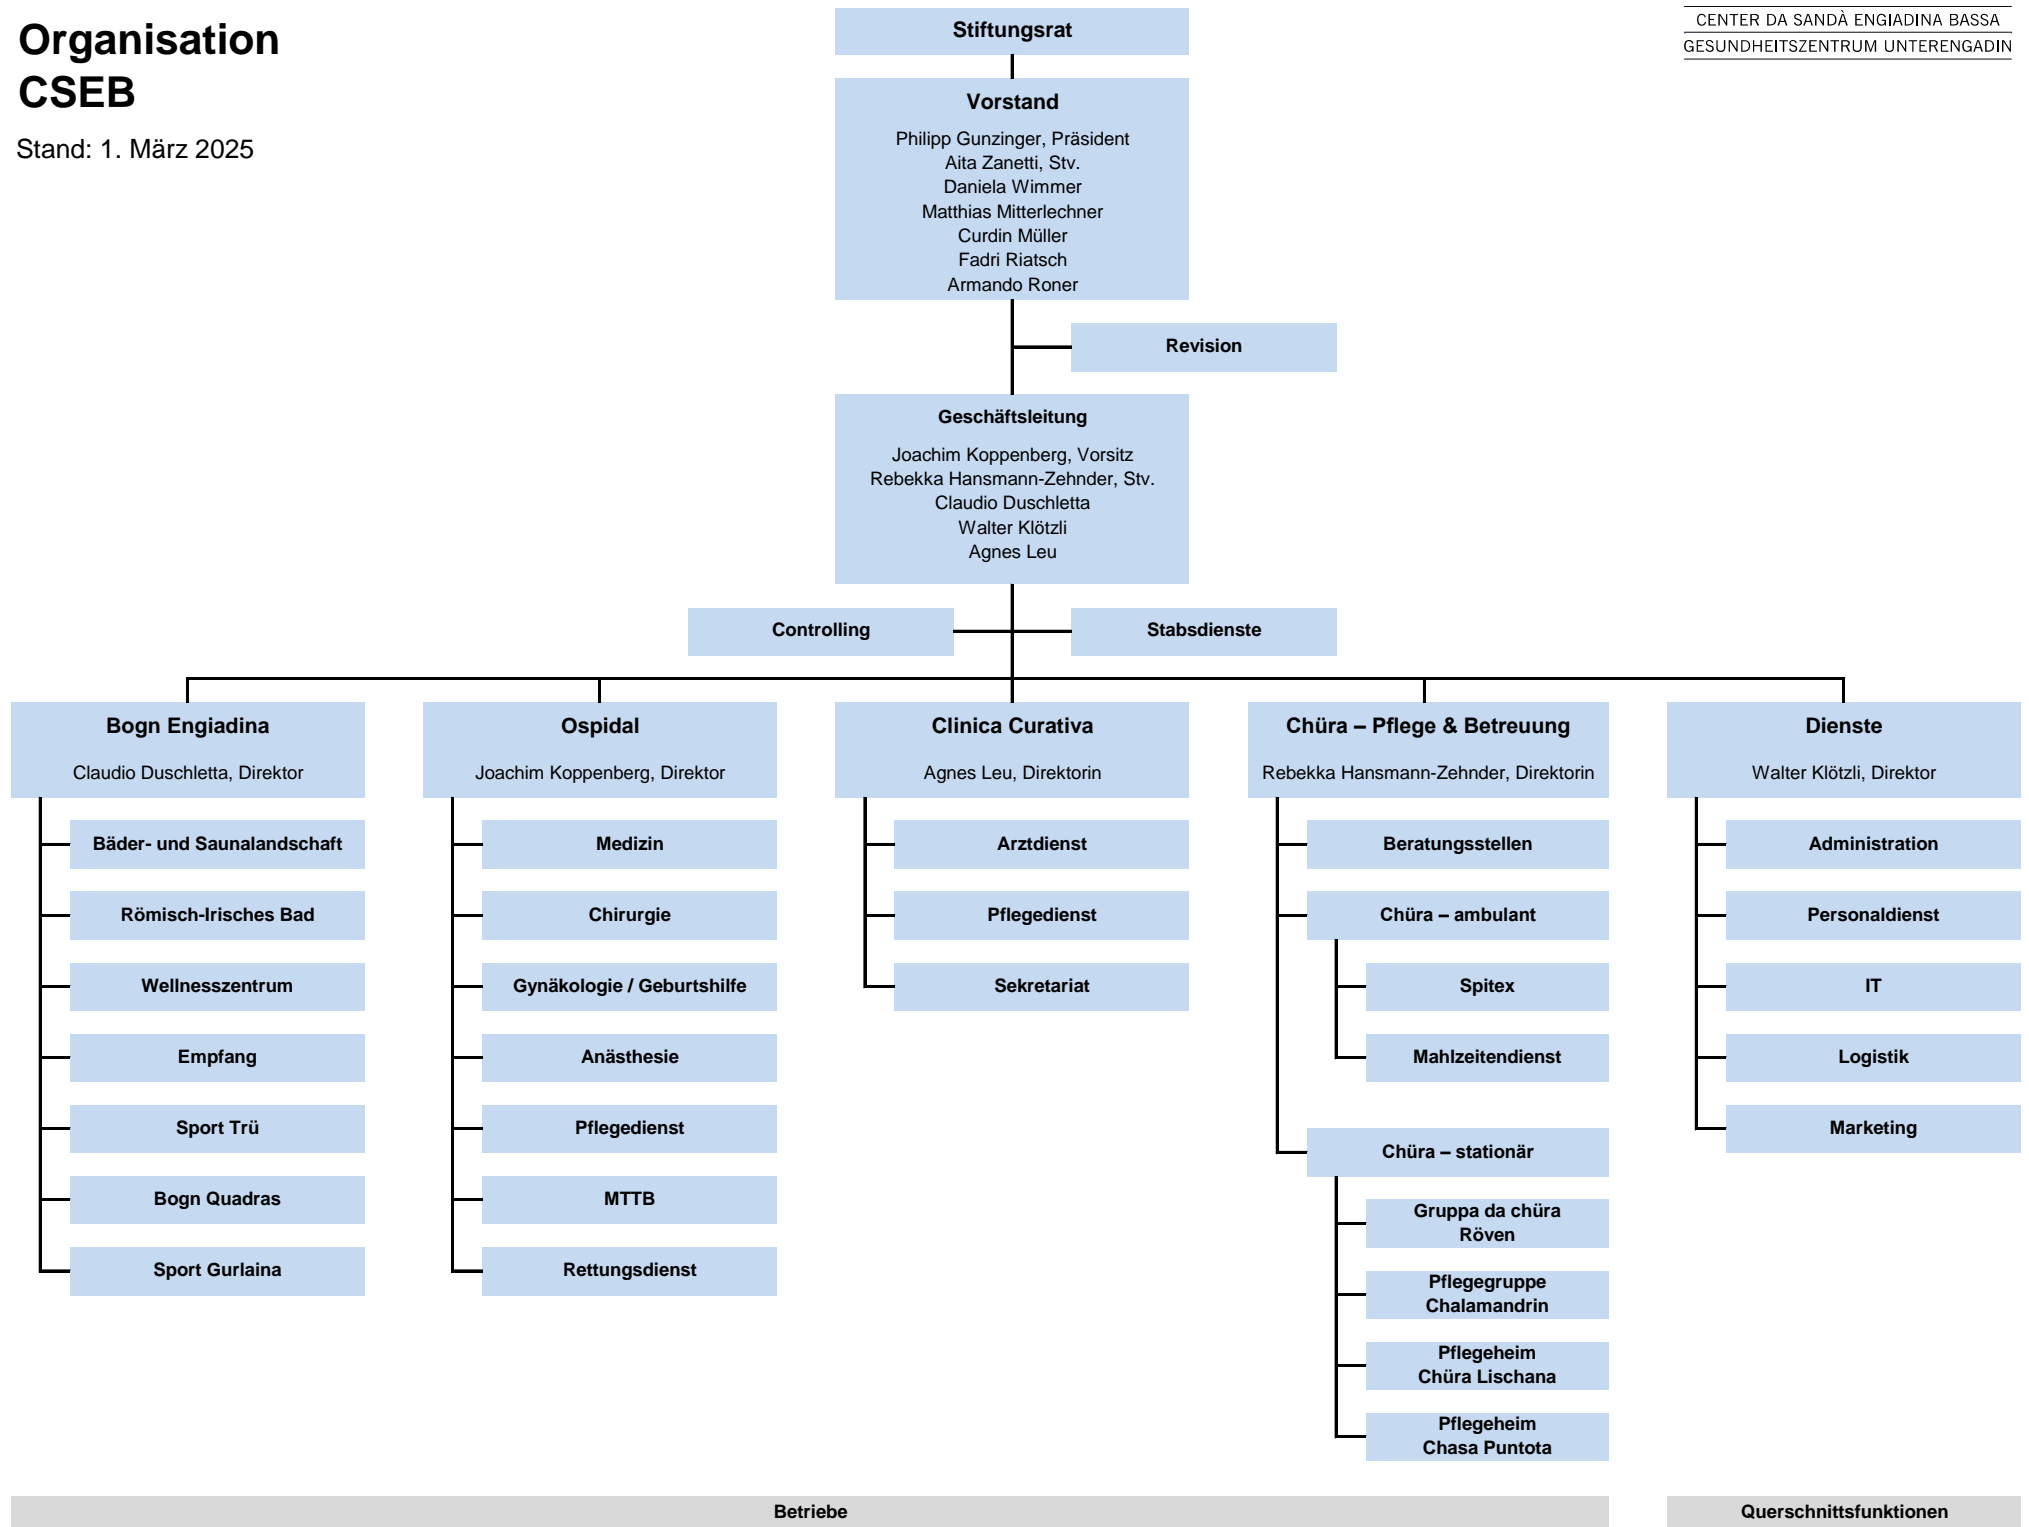 Organisation
CSEB
Stand: 1. März 2025
CENTER DA SANDÀ ENGIADINA BASSA
GESUNDHEITSZENTRUM UNTERENGADIN
Stiftungsrat
Vorstand
Philipp Gunzinger, Präsident
Aita Zanetti, Stv.
Daniela Wimmer
Matthias Mitterlechner
Curdin Müller
Fadri Riatsch
Armando Roner
Revision
Geschäftsleitung
Joachim Koppenberg, Vorsitz
Rebekka Hansmann-Zehnder, Stv.
Claudio Duschletta
Walter Klötzli
Agnes Leu
Controlling
Stabsdienste
Bogn Engiadina
Claudio Duschletta, Direktor
Bäder- und Saunalandschaft
Römisch-Irisches Bad
Wellnesszentrum
Empfang
Sport Trü
Bogn Quadras
Sport Gurlaina
Ospidal
Joachim Koppenberg, Direktor
Medizin
Chirurgie
Gynäkologie / Geburtshilfe
Anästhesie
Pflegedienst
MTTB
Rettungsdienst
Clinica Curativa
Agnes Leu, Direktorin
Arztdienst
Pflegedienst
Sekretariat
Chüra – Pflege & Betreuung
Rebekka Hansmann-Zehnder, Direktorin
Beratungsstellen
Chüra – ambulant
Spitex
Mahlzeitendienst
Chüra – stationär
Gruppa da chüra
Röven
Pflegegruppe
Chalamandrin
Pflegeheim
Chüra Lischana
Pflegeheim
Chasa Puntota
Dienste
Walter Klötzli, Direktor
Administration
Personaldienst
IT
Logistik
Marketing
Betriebe
Querschnittsfunktionen